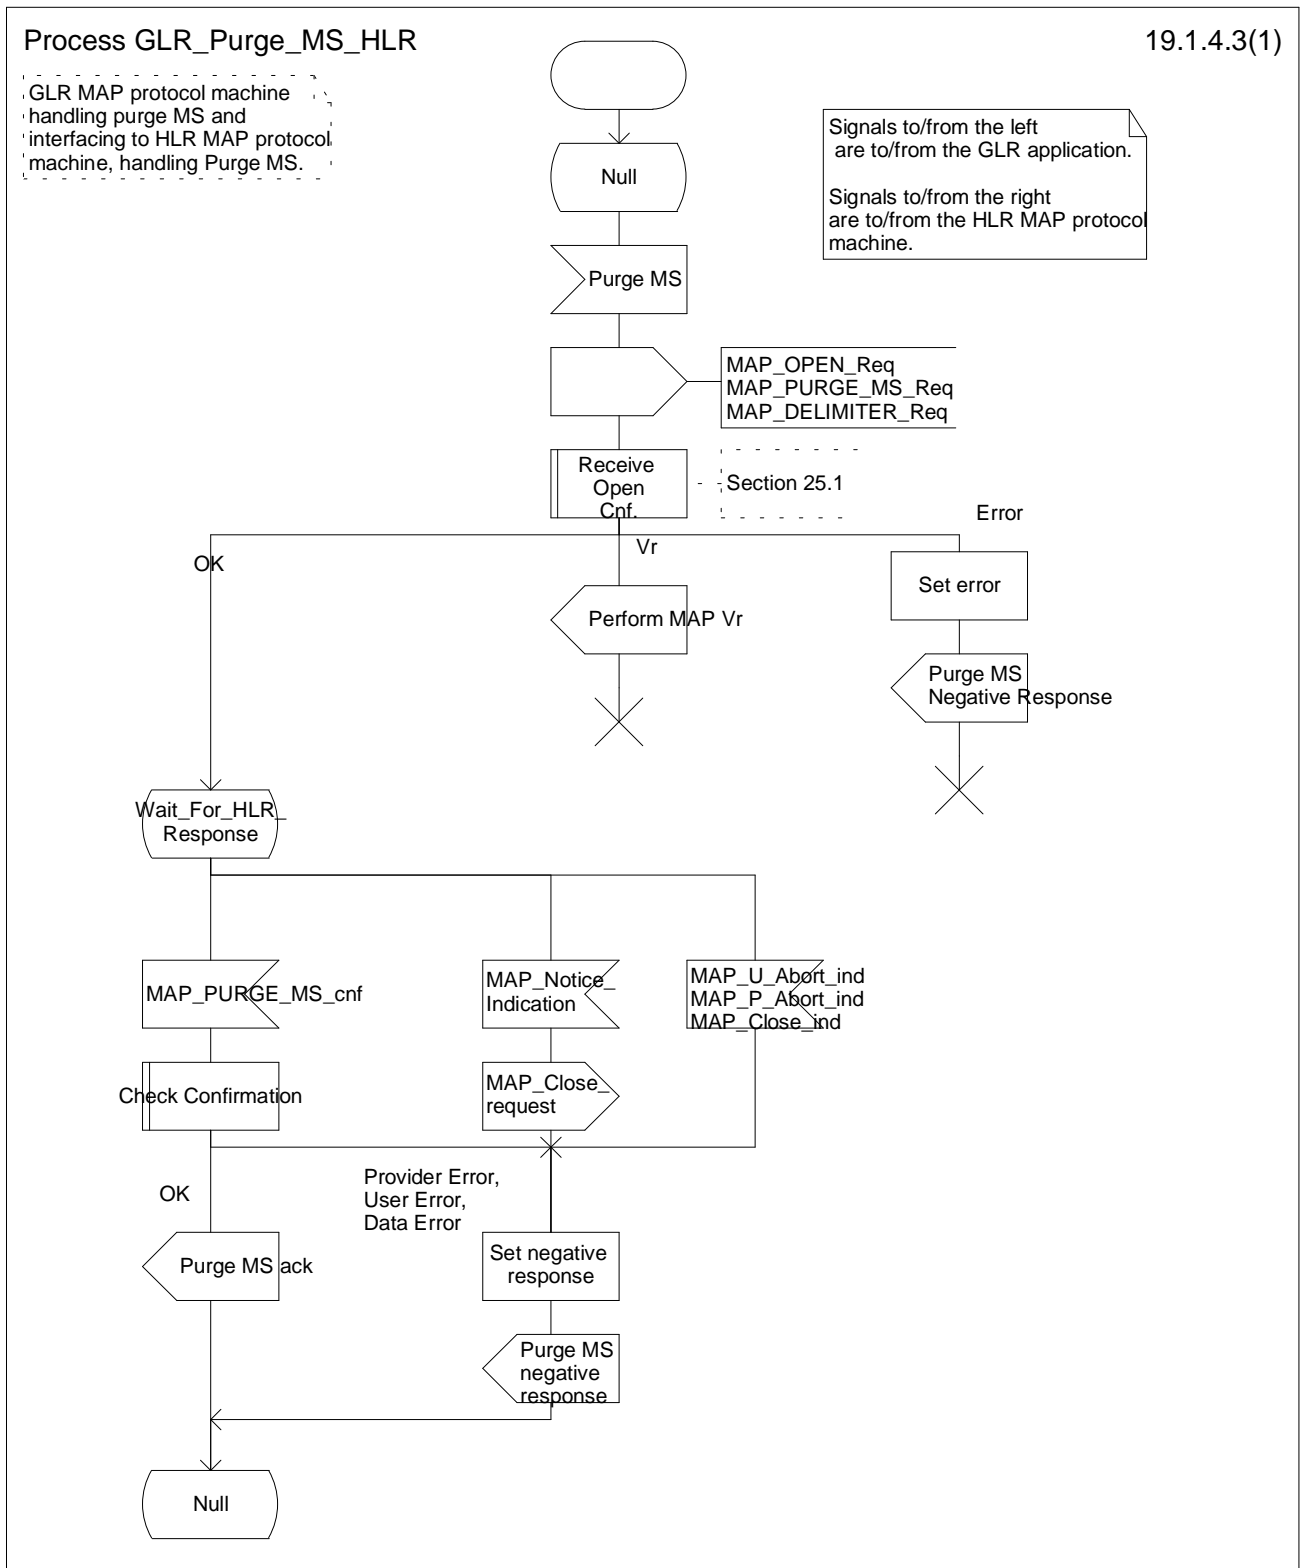 Process GLR_Purge_MS_HLR
19.1.4.3(1)
GLR MAP protocol machine
handling purge MS and
interfacing to HLR MAP protocol
machine, handling Purge MS.
Signals to/from the left
are to/from the GLR application.
Signals to/from the right
are to/from the HLR MAP protocol
machine.
Null
Purge MS
MAP_OPEN_Req
MAP_PURGE_MS_Req
MAP_DELIMITER_Req
Receive
Open
Cnf.
Section 25.1
Error
Vr
OK
Set error
Perform MAP Vr
Purge MS
Negative Response
Wait_For_HLR_
Response
MAP_PURGE_MS_cnf
MAP_Notice_
Indication
MAP_U_Abort_ind
MAP_P_Abort_ind
MAP_Close_ind
Check Confirmation
MAP_Close_
request
Provider Error,
User Error,
Data Error
OK
Purge MS ack
Set negative
response
Purge MS
negative
response
Null